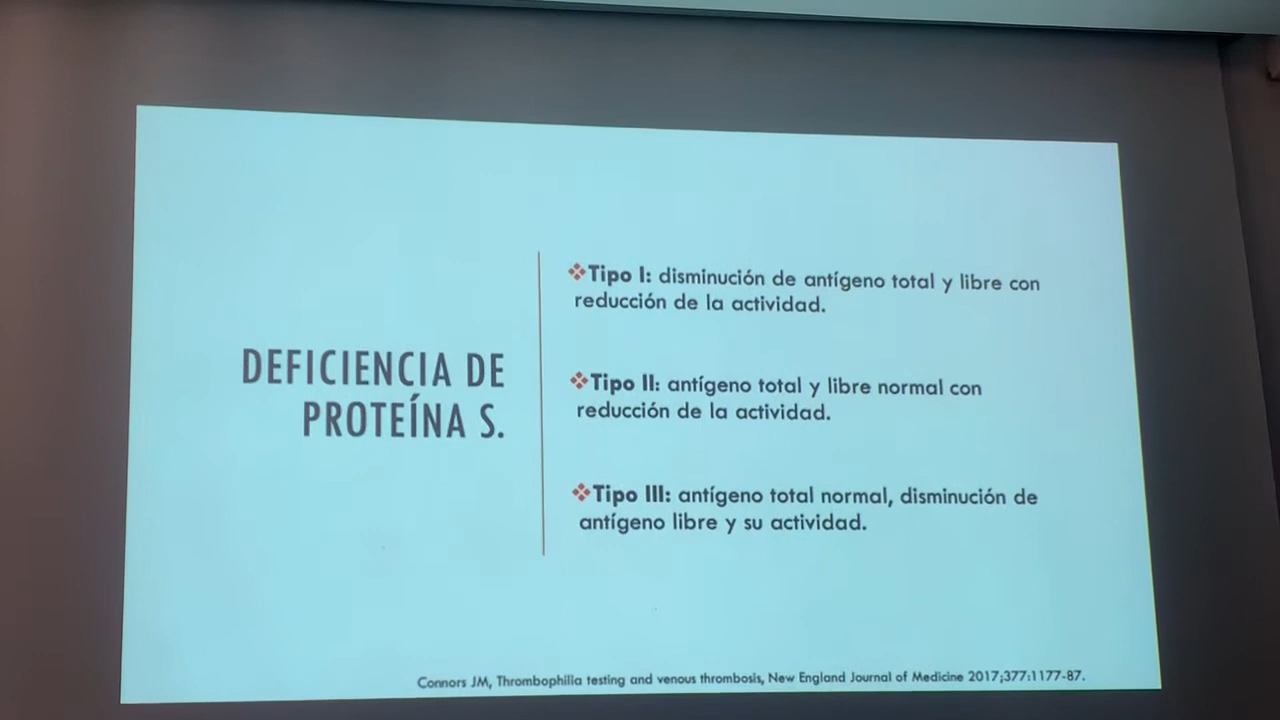 DEFICIENCIA DE
PROTEÍNA S.
❖Tipo I: disminución de antígeno total y libre con
reducción de la actividad.
❖Tipo II: antígeno total y libre normal con
reducción de la actividad.
❖Tipo III: antígeno total normal, disminución de
antígeno libre y su actividad.
Connors JM, Thrombophilia testing and venous thrombosis, New England Journal of Medicine 2017;377:1177-87.